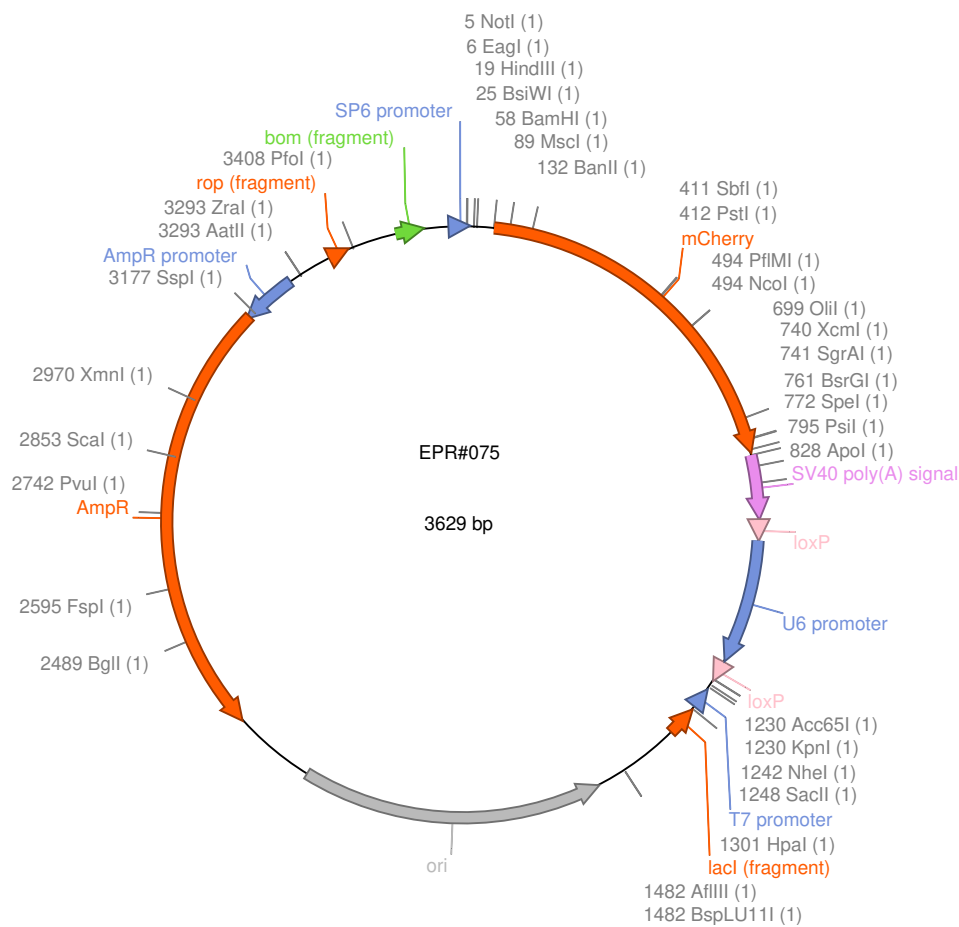 5 NotI (1)
6 EagI (1)
19 HindIII (1)
25 BsiWI (1)
58 BamHI (1)
89 MscI (1)
132 BanII (1)
SP6 promoter
bom (fragment)
3408 PfoI (1)
rop (fragment)
3293 ZraI (1)
3293 AatII (1)
AmpR promoter
3177 SspI (1)
2970 XmnI (1)
2853 ScaI (1)
2742 PvuI (1)
AmpR
2595 FspI (1)
2489 BglI (1)
411 SbfI (1)
412 PstI (1)
mCherry
494 PflMI (1)
494 NcoI (1)
699 OliI (1)
740 XcmI (1)
741 SgrAI (1)
761 BsrGI (1)
772 SpeI (1)
795 PsiI (1)
828 ApoI (1)
SV40 poly(A) signal
loxP
U6 promoter
loxP
1230 Acc65I (1)
1230 KpnI (1)
1242 NheI (1)
1248 SacII (1)
T7 promoter
1301 HpaI (1)
lacI (fragment)
1482 AflIII (1)
1482 BspLU11I (1)
ori
EPR#075
3629 bp